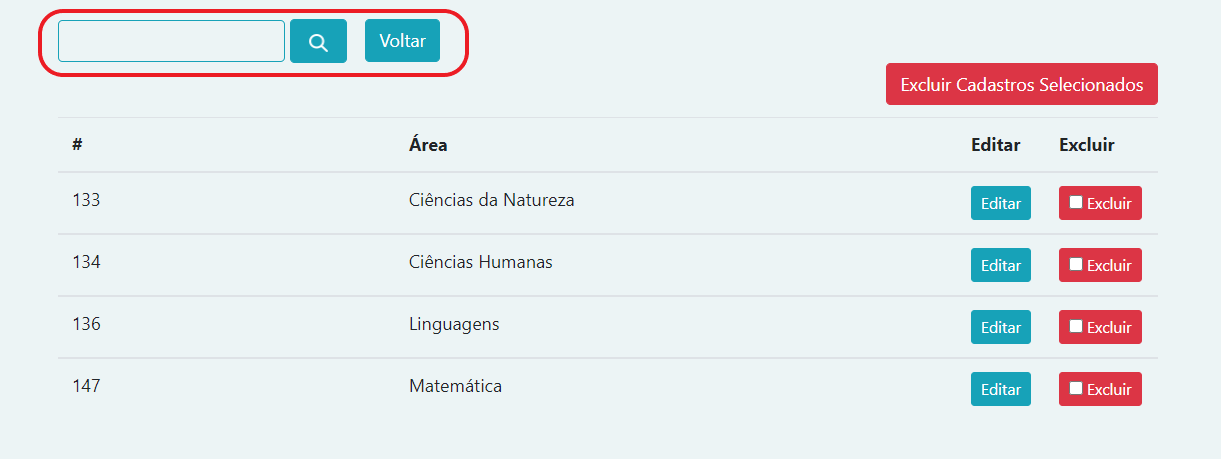 Voltar
Excluir Cadastros Selecionados
# Área Editar Excluir
133 Ciências da Natureza Editar Excluir
134 Ciências Humanas Editar Excluir
136 Linguagens Editar Excluir
147 Matemática Editar Excluir